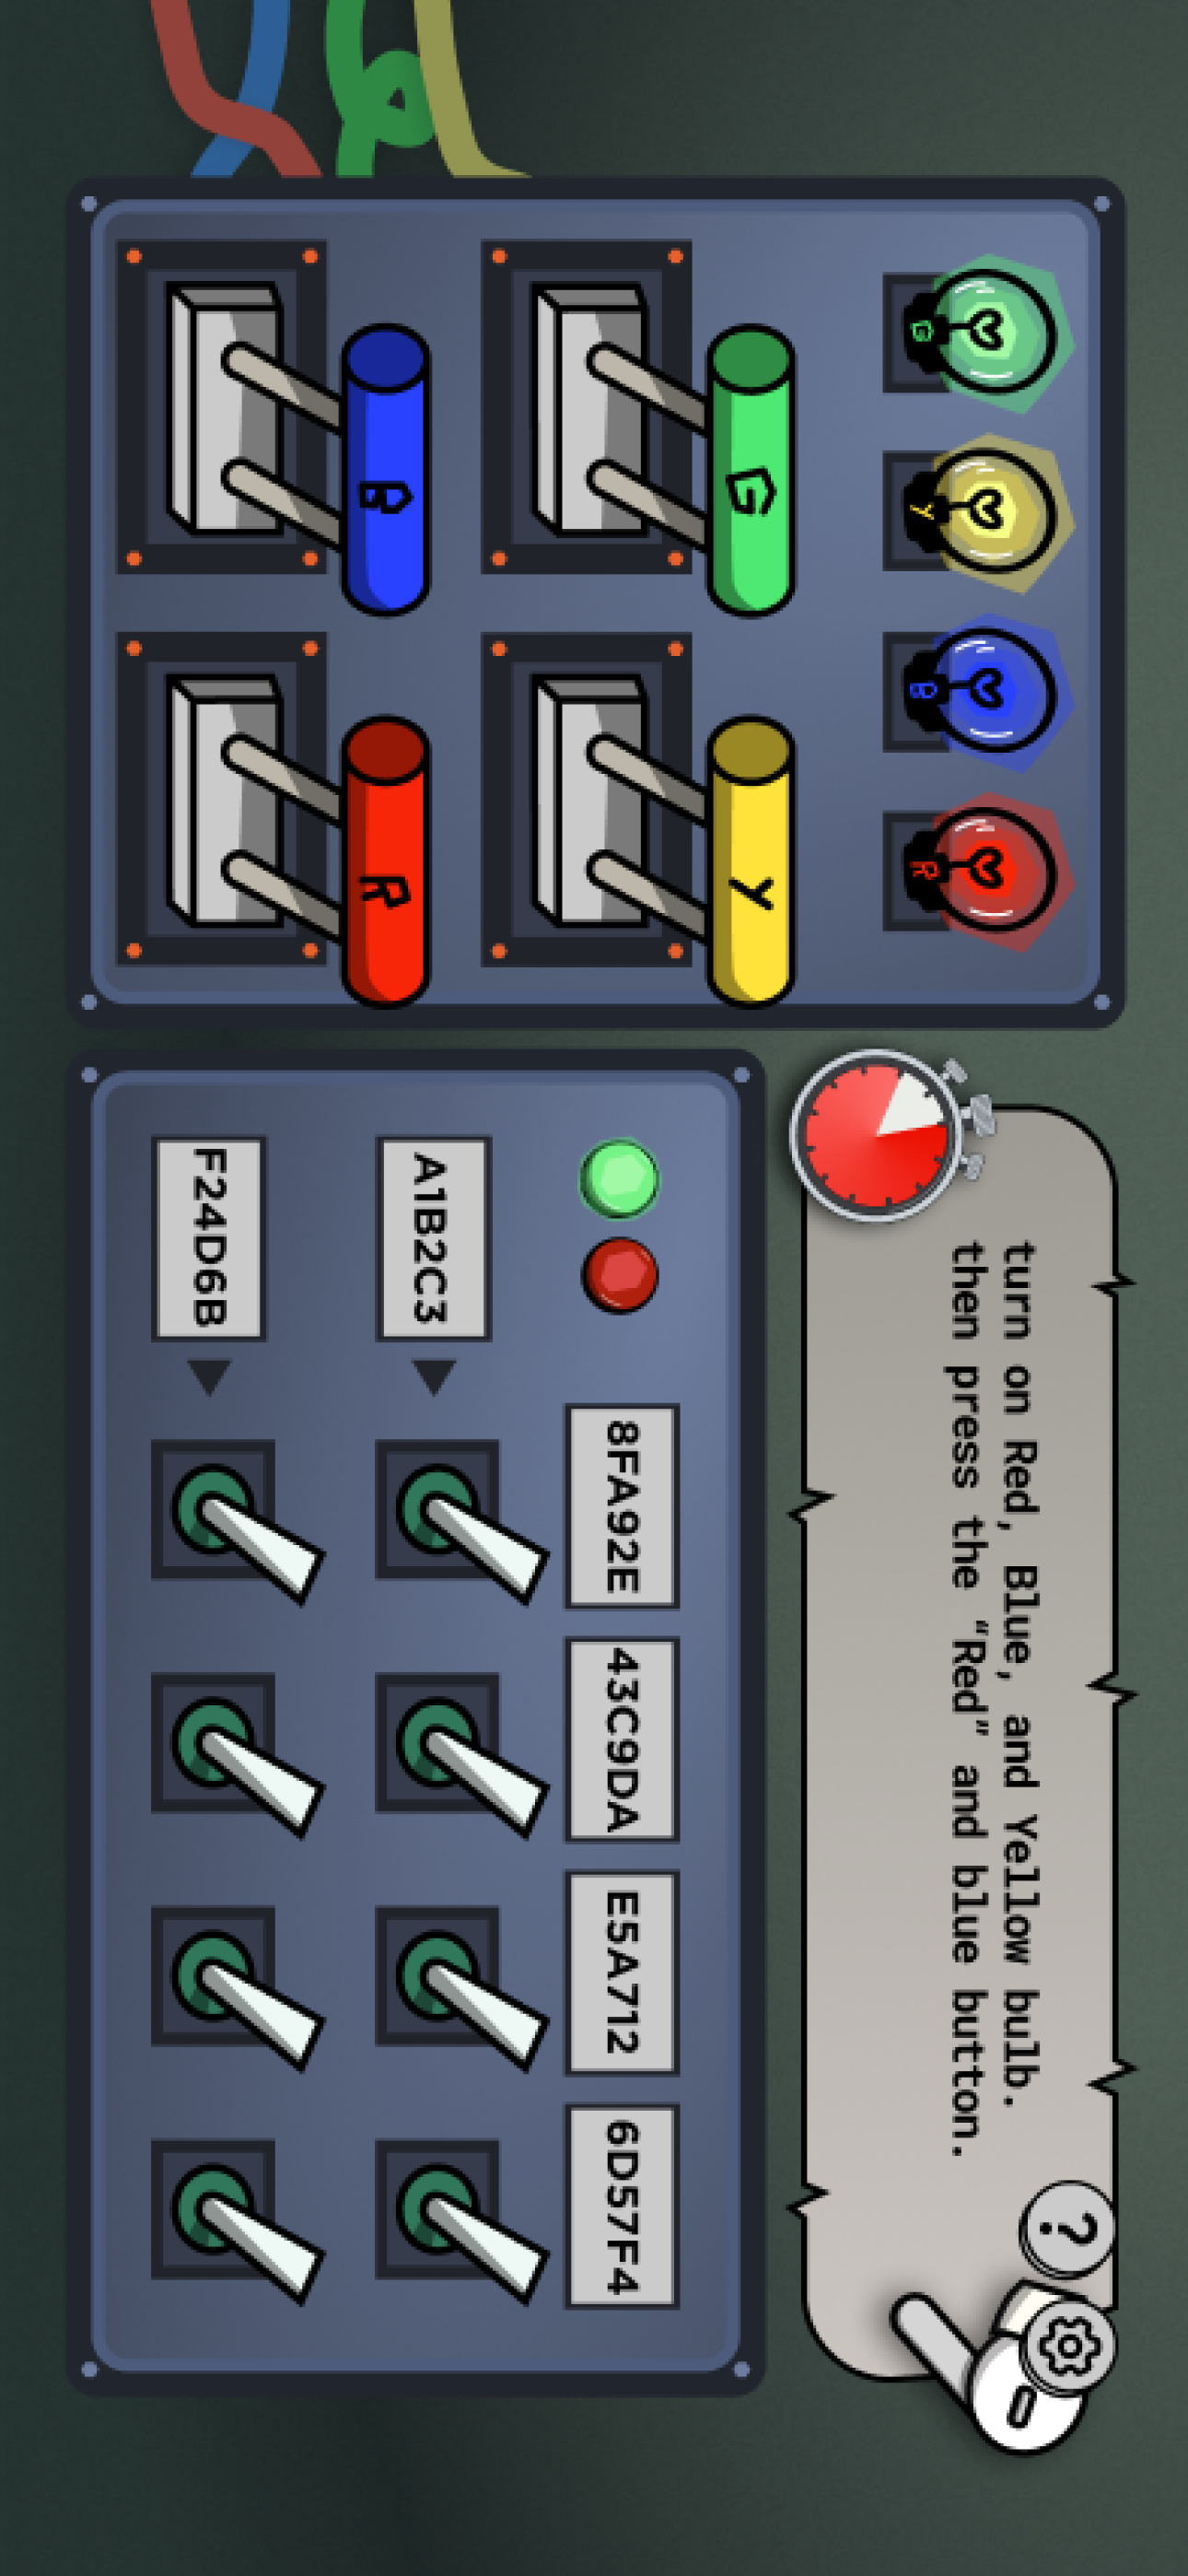 turn on Red, Blue, and Yellow bulb.
then press the “Red” and blue button.
G
Y
B
R
G
Y
B
R
8FA92E
43C9DA
E5A712
6D57F4
A1B2C3
F24D6B
?